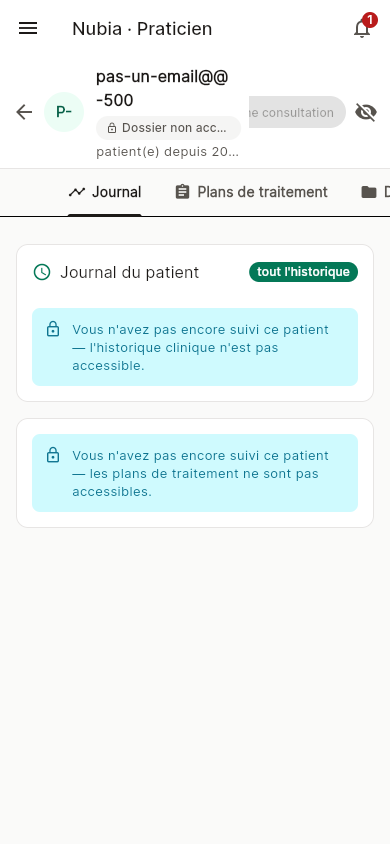 Nubia · Praticien
1
P-
pas-un-email@@
-500
Dossier non acc...
ne consultation
patient(e) depuis 20...
Journal
Plans de traitement
D
Journal du patient
tout l'historique
Vous n'avez pas encore suivi ce patient
— l'historique clinique n'est pas
accessible.
Vous n'avez pas encore suivi ce patient
— les plans de traitement ne sont pas
accessibles.